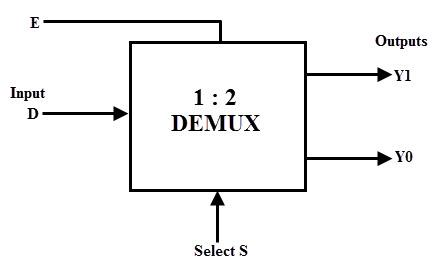 E
Outputs
Y1
Input
D
1 : 2
DEMUX
Y0
Select S